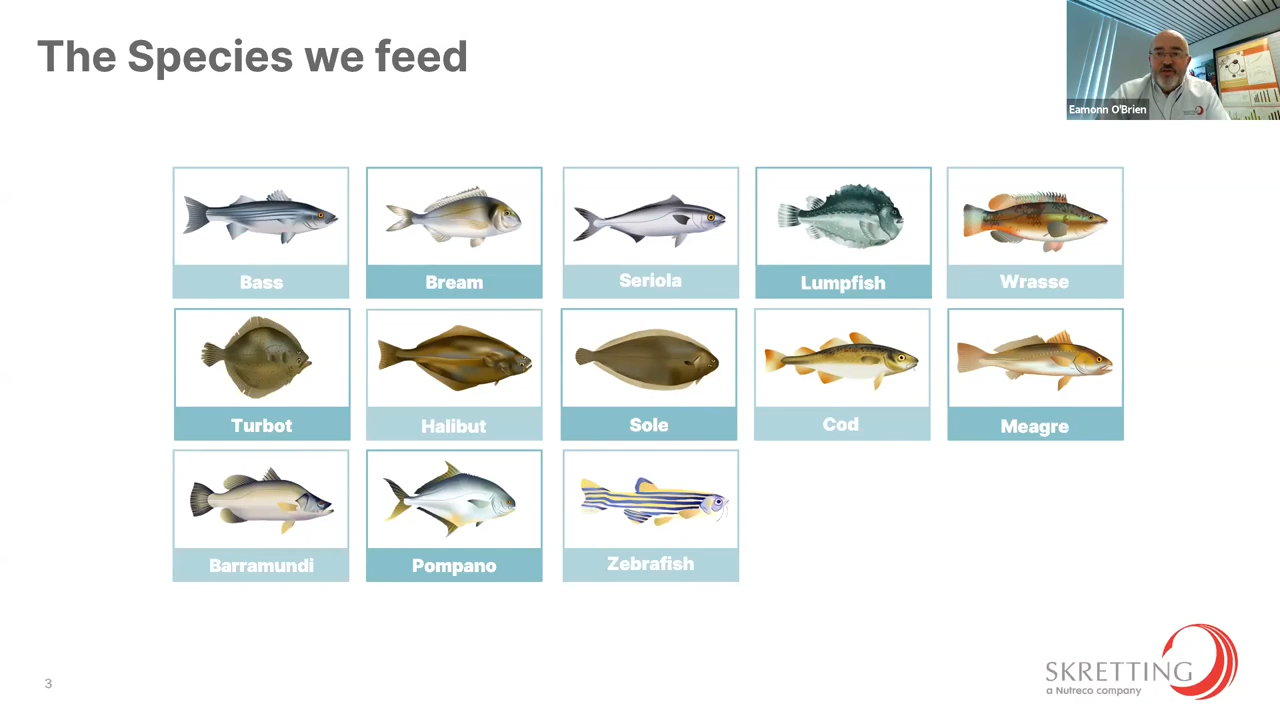 The Species we feed
Eamonn O'Brien
Bass
Bream
Seriola
Lumpfish
Wrasse
Turbot
Halibut
Sole
Cod
Meagre
Barramundi
Pompano
Zebrafish
3
SKRETTING
a Nutreco company